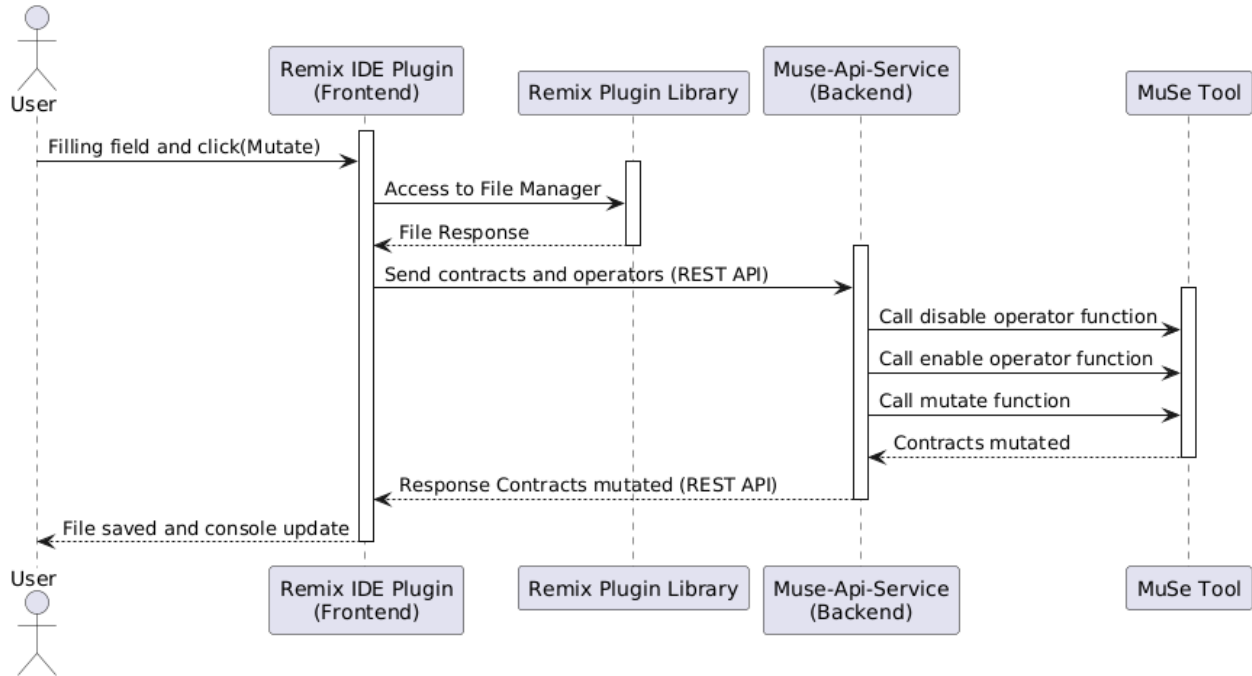 User
Remix IDE Plugin
(Frontend)
Remix Plugin Library
Muse-Api-Service
(Backend)
MuSe Tool
Filling field and click(Mutate)
Access to File Manager
File Response
Send contracts and operators (REST API)
Call disable operator function
Call enable operator function
Call mutate function
Contracts mutated
Response Contracts mutated (REST API)
File saved and console update
User
Remix IDE Plugin
(Frontend)
Remix Plugin Library
Muse-Api-Service
(Backend)
MuSe Tool